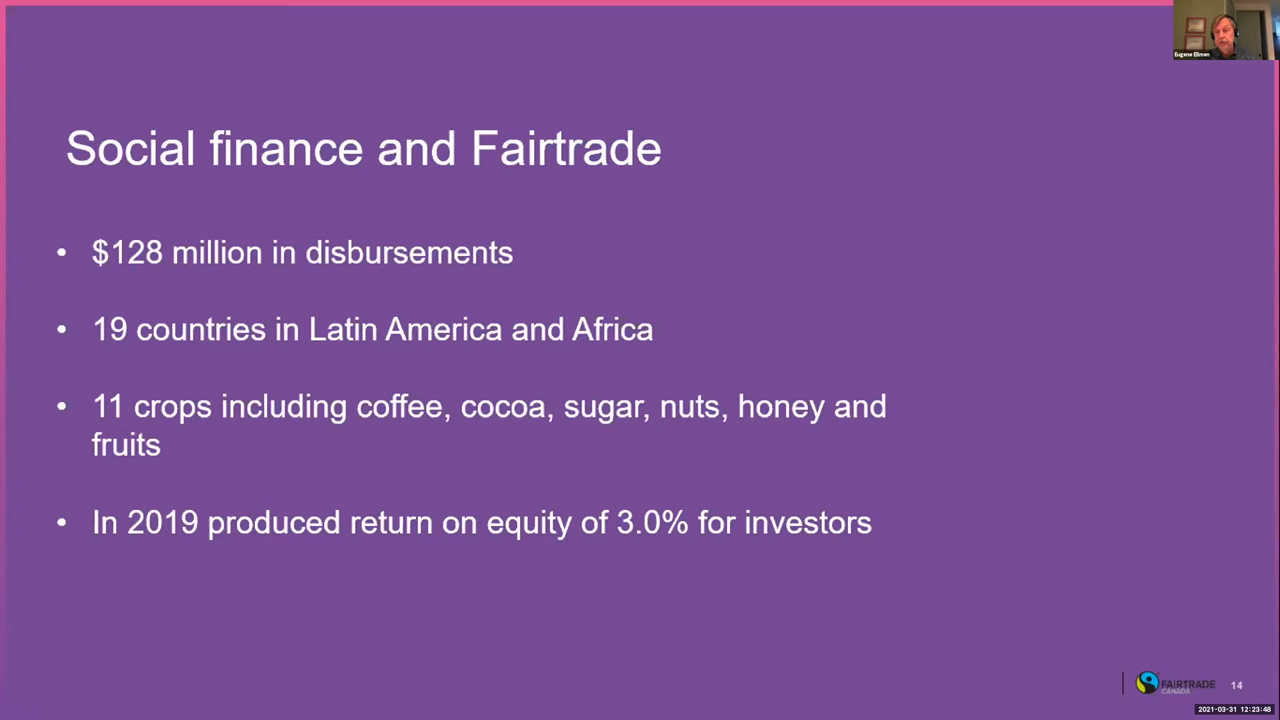 Eugene Ellmen
Social finance and Fairtrade
• $128 million in disbursements
• 19 countries in Latin America and Africa
• 11 crops including coffee, cocoa, sugar, nuts, honey and
fruits
• In 2019 produced return on equity of 3.0% for investors
FAIRTRADE
CANADA
14
2021-03-31 12:23:48